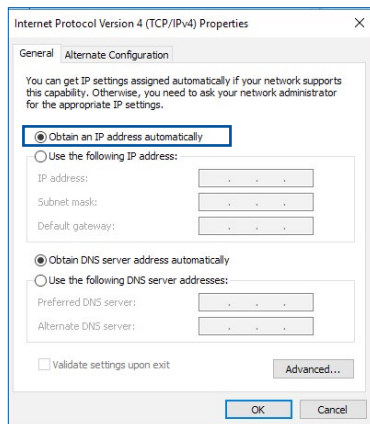 Internet Protocol Version 4 (TCP/IPv4) Properties
General
Alternate Configuration
You can get IP settings assigned automatically if your network supports
this capability. Otherwise, you need to ask your network administrator
for the appropriate IP settings.
Obtain an IP address automatically
Use the following IP address:
IP address:
Subnet mask:
Default gateway:
Obtain DNS server address automatically
Use the following DNS server addresses:
Preferred DNS server:
Alternate DNS server:
Validate settings upon exit
Advanced...
OK
Cancel